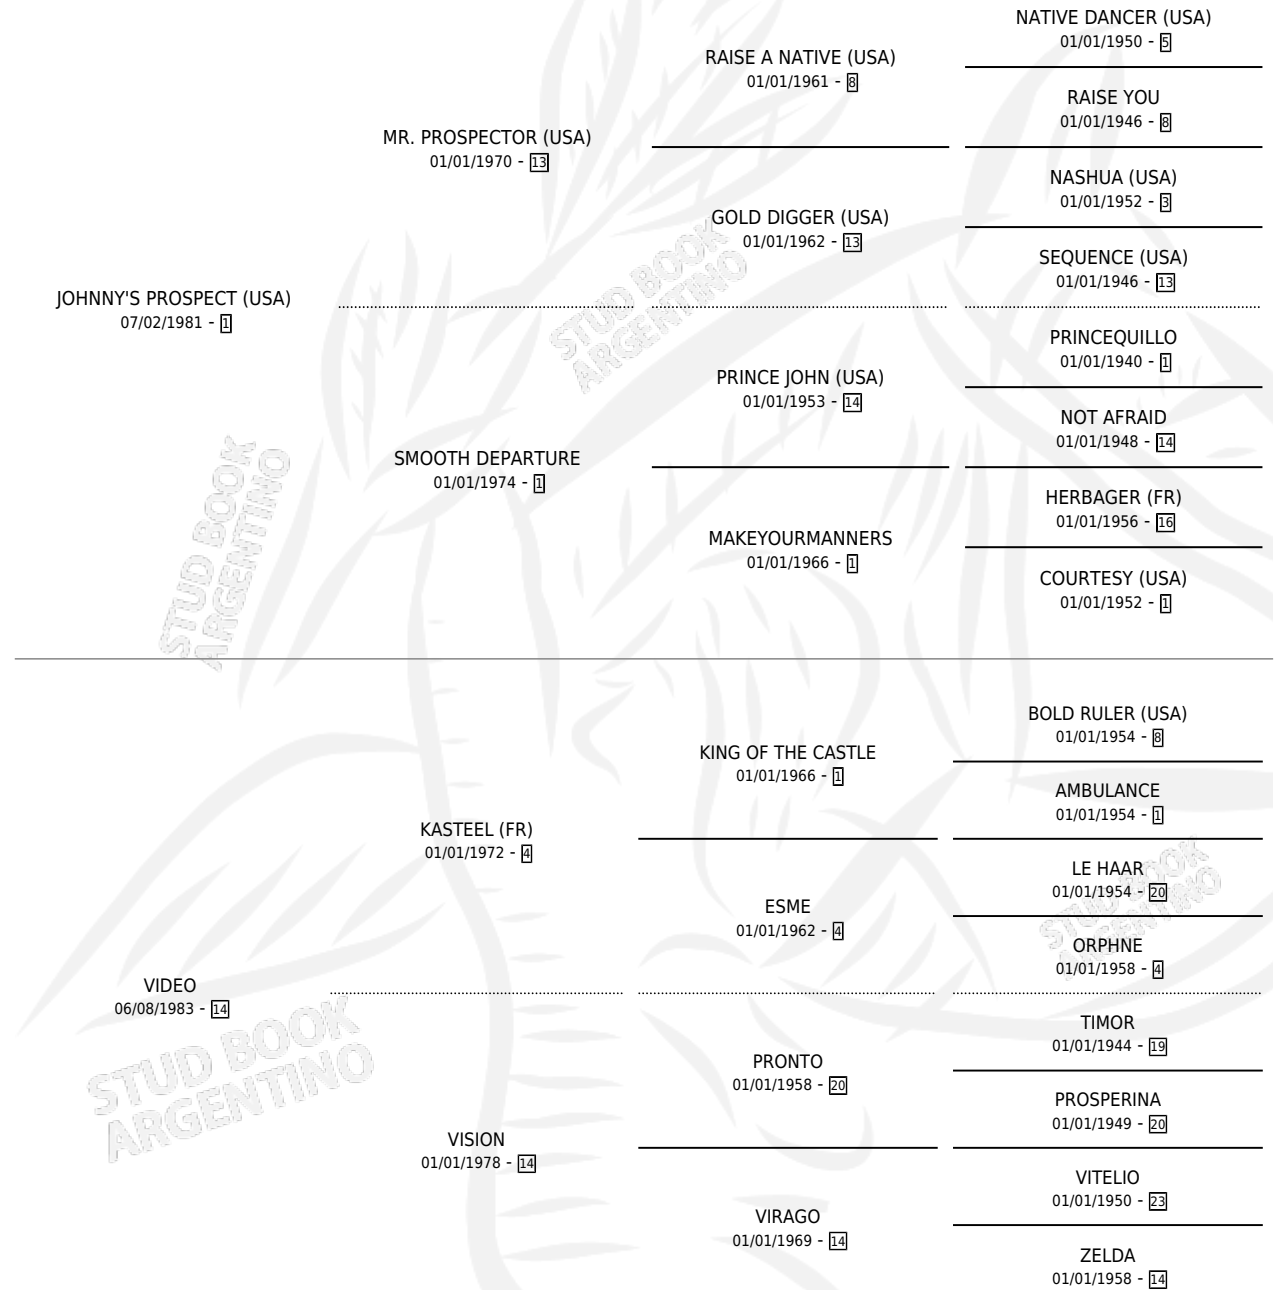 NATIVE DANCER (USA)
01/01/1950 - 5
RAISE A NATIVE (USA)
01/01/1961 - 8
RAISE YOU
01/01/1946 - 8
MR. PROSPECTOR (USA)
01/01/1970 - 13
NASHUA (USA)
01/01/1952 - 3
GOLD DIGGER (USA)
01/01/1962 - 13
SEQUENCE (USA)
01/01/1946 - 13
JOHNNY'S PROSPECT (USA)
07/02/1981 - 1
PRINCEQUILLO
01/01/1940 - 1
PRINCE JOHN (USA)
01/01/1953 - 14
NOT AFRAID
01/01/1948 - 14
SMOOTH DEPARTURE
01/01/1974 - 1
HERBAGER (FR)
01/01/1956 - 16
MAKEYOURMANNERS
01/01/1966 - 1
COURTESY (USA)
01/01/1952 - 1
BOLD RULER (USA)
01/01/1954 - 8
KING OF THE CASTLE
01/01/1966 - 1
AMBULANCE
01/01/1954 - 1
KASTEEL (FR)
01/01/1972 - 4
LE HAAR
01/01/1954 - 20
ESME
01/01/1962 - 4
ORPHNE
01/01/1958 - 4
VIDEO
06/08/1983 - 14
TIMOR
01/01/1944 - 19
PRONTO
01/01/1958 - 20
PROSPERINA
01/01/1949 - 20
VISION
01/01/1978 - 14
VITELIO
01/01/1950 - 23
VIRAGO
01/01/1969 - 14
ZELDA
01/01/1958 - 14
STUD BOOK
ARGENTINO
STUD BOOK
ARGENTINO
STUD BOOK
ARGENTINO
STUD BOOK
ARGENTINO